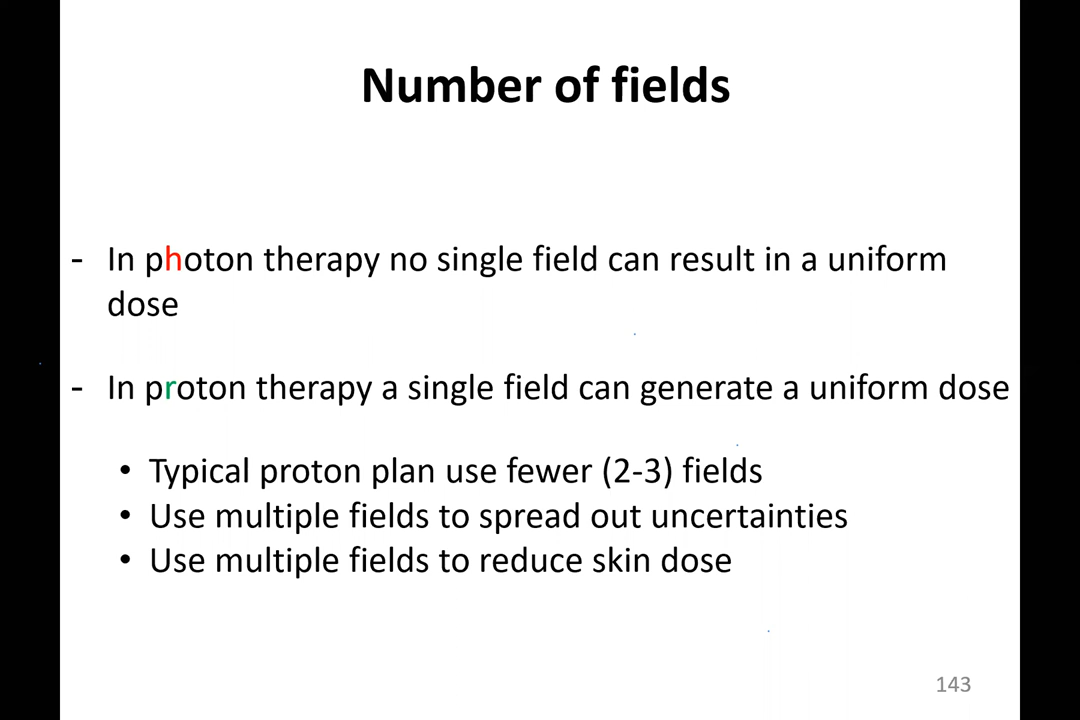 Number of fields
- In photon therapy no single field can result in a uniform
dose
- In proton therapy a single field can generate a uniform dose
• Typical proton plan use fewer (2-3) fields
• Use multiple fields to spread out uncertainties
• Use multiple fields to reduce skin dose
143